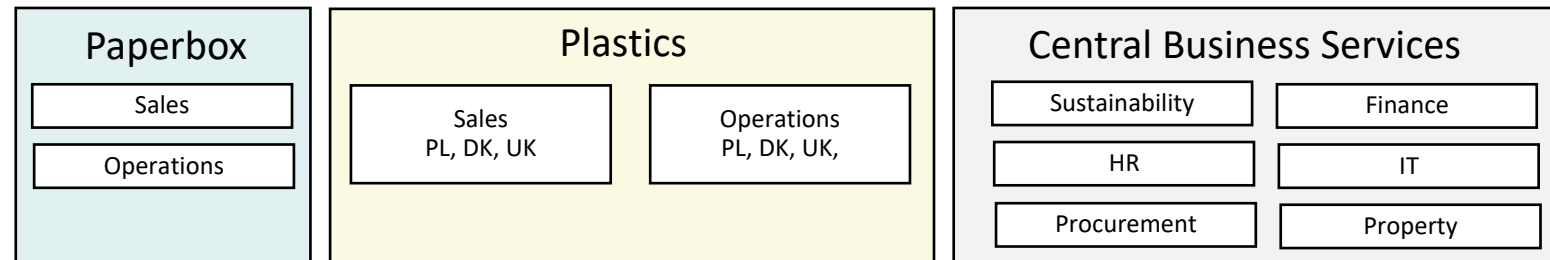 Paperbox
Sales
Operations
Plastics
Sales
PL, DK, UK
Operations
PL, DK, UK,
Central Business Services
Sustainability
Finance
HR
IT
Procurement
Property